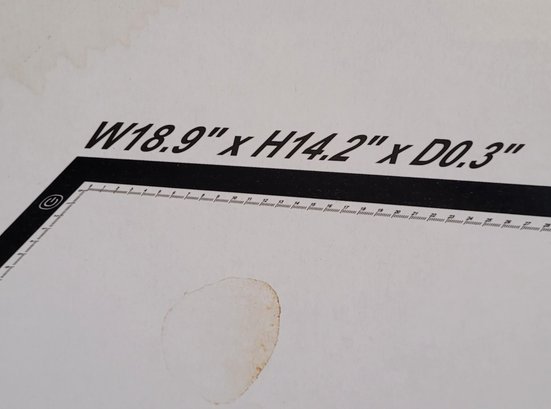 W18.9" x H14.2" x D0.3"